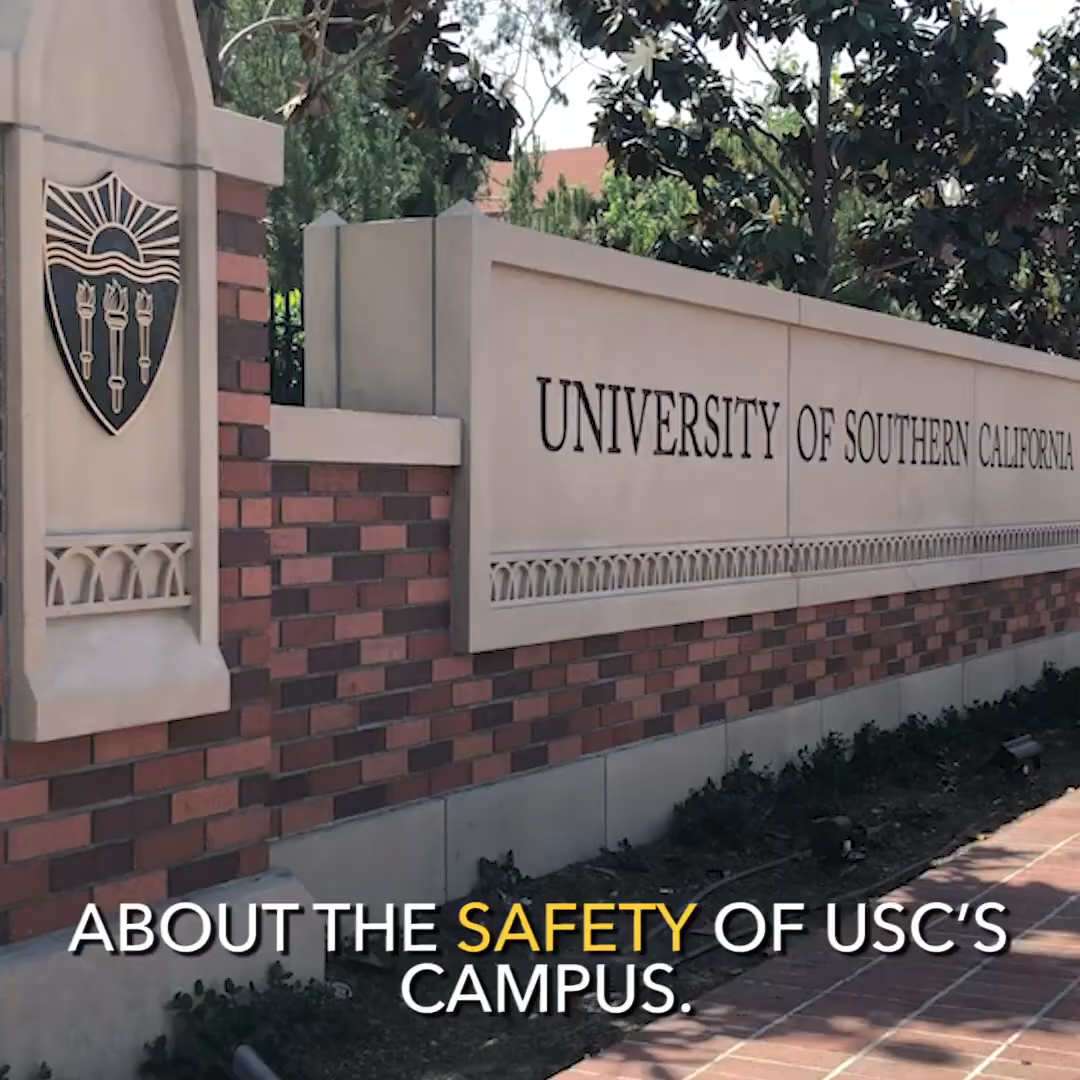 UNIVERSITY OF SOUTHERN CALIFORNIA
ABOUT THE SAFETY OF USC’S
CAMPUS.